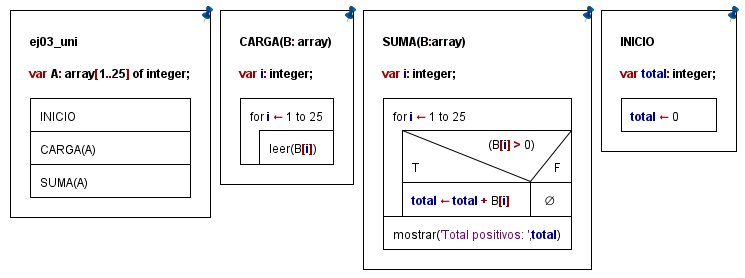 ej03_uni
var A: array[1..25] of integer;
INICIO
CARGA(A)
SUMA(A)
CARGA(B: array)
var i: integer;
for i ← 1 to 25
leer(B[i])
SUMA(B:array)
var i: integer;
for i ← 1 to 25
(B[i] > 0)
T F
total ← total + B[i] ∅
mostrar('Total positivos: ',total)
INICIO
var total: integer;
total ← 0